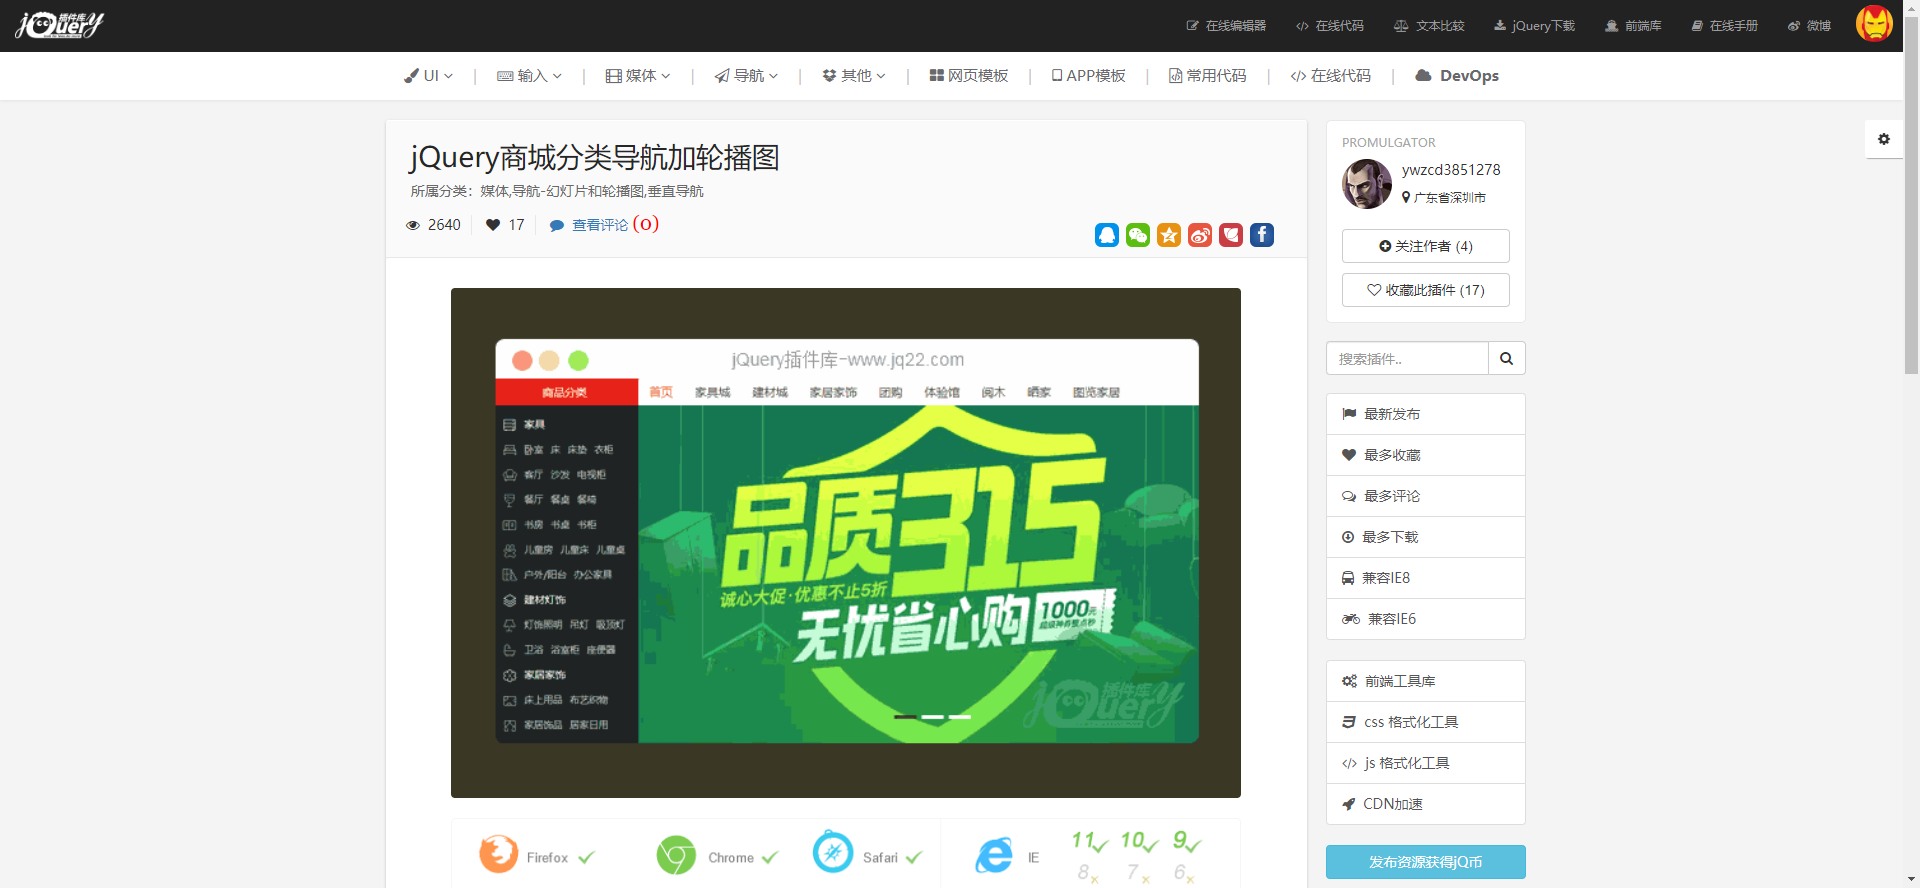 jQuery 插件库
在线编辑器 在线代码 文本比较 jQuery下载 前端库 在线手册 微博
UI | 输入 | 媒体 | 导航 | 其他 | 网页模板 | APP模板 | 常用代码 | 在线代码 | DevOps
jQuery商城分类导航加轮播图
所属分类：媒体,导航-幻灯片和轮播图,垂直导航
2640 17 查看评论 (0)
jQuery插件库-www.jq22.com
商品分类 首页 家具城 建材城 家居家饰 团购 体验馆 阅木 晒家 图览家居
家具
卧室 床 床垫 衣柜
客厅 沙发 电视柜
餐厅 餐桌 餐椅
书房 书桌 书柜
儿童房 儿童床 儿童桌
户外/阳台 办公家具
建材灯饰
灯饰照明 吊灯 吸顶灯
卫浴 浴室柜 座便器
家居家饰
床上用品 布艺织物
家居饰品 居家日用
品质315
诚心大促·优惠不止5折
无忧省心购
1000元
jQuery 插件库
Firefox Chrome Safari IE 11 10 9
8 7 6
PROMULGATOR
ywzcd3851278
广东省深圳市
关注作者 (4)
收藏此插件 (17)
搜索插件..
最新发布
最多收藏
最多评论
最多下载
兼容IE8
兼容IE6
前端工具库
css 格式化工具
js 格式化工具
CDN加速
发布资源获得jQ币